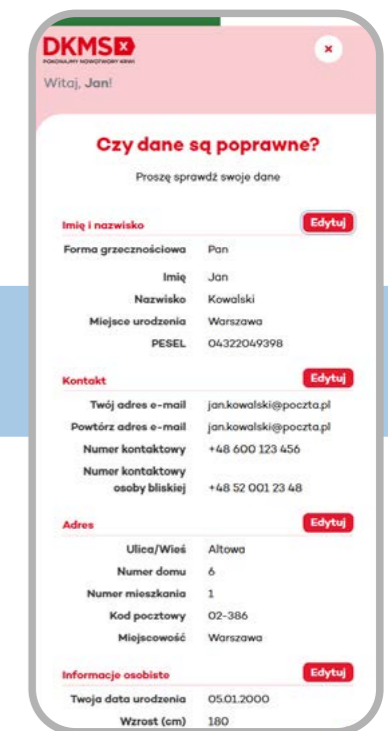 DKMS
POKONAJMY NOWOTWORY KRWI
Witaj, Jan!
Czy dane są poprawne?
Proszę sprawdź swoje dane
Imię i nazwisko Edytuj
Forma grzecznościowa Pan
Imię Jan
Nazwisko Kowalski
Miejsce urodzenia Warszawa
PESEL 04322049398
Kontakt Edytuj
Twój adres e-mail jan.kowalski@poczta.pl
Powtórz adres e-mail jan.kowalski@poczta.pl
Numer kontaktowy +48 600 123 456
Numer kontaktowy
osoby bliskiej +48 52 001 23 48
Adres Edytuj
Ulica/Wieś Altowa
Numer domu 6
Numer mieszkania 1
Kod pocztowy 02-386
Miejscowość Warszawa
Informacje osobiste Edytuj
Twoja data urodzenia 05.01.2000
Wzrost (cm) 180